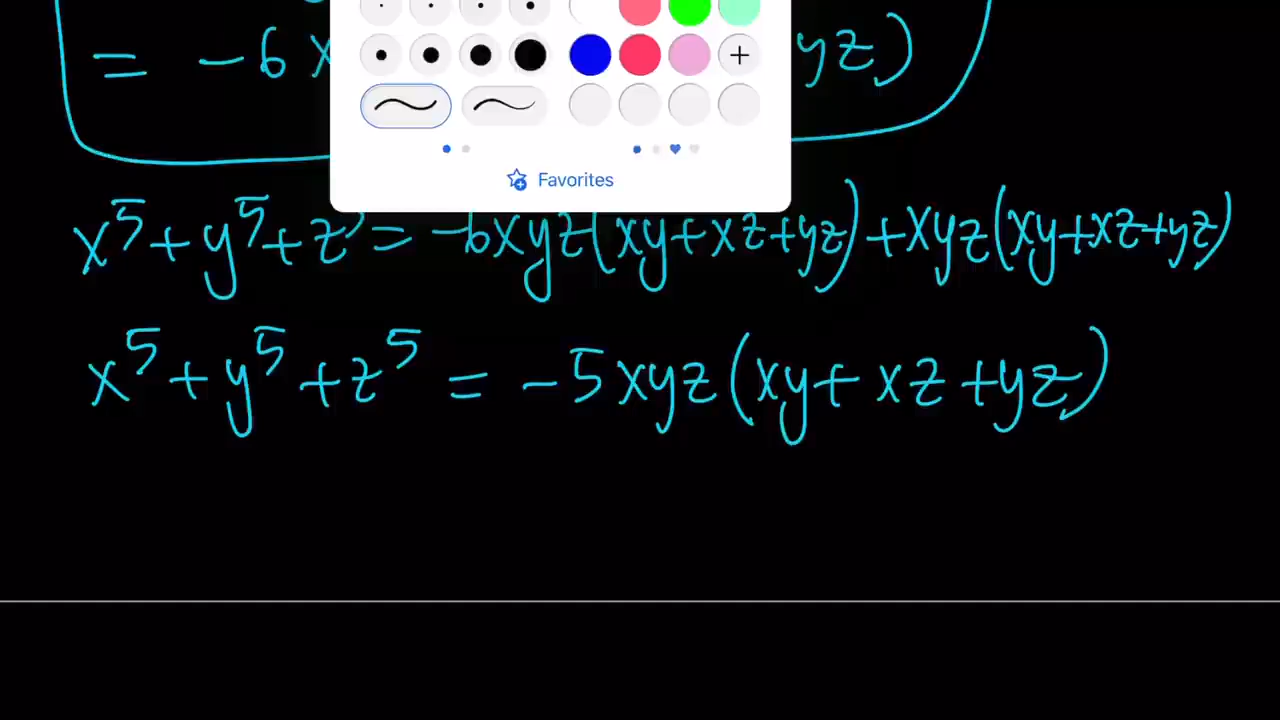 = -6x yz)
Favorites
x⁵+y⁵+z⁵ = -6xyz(xy+xz+yz)+xyz(xy+xz+yz)
x⁵+y⁵+z⁵ = -5xyz(xy+xz+yz)